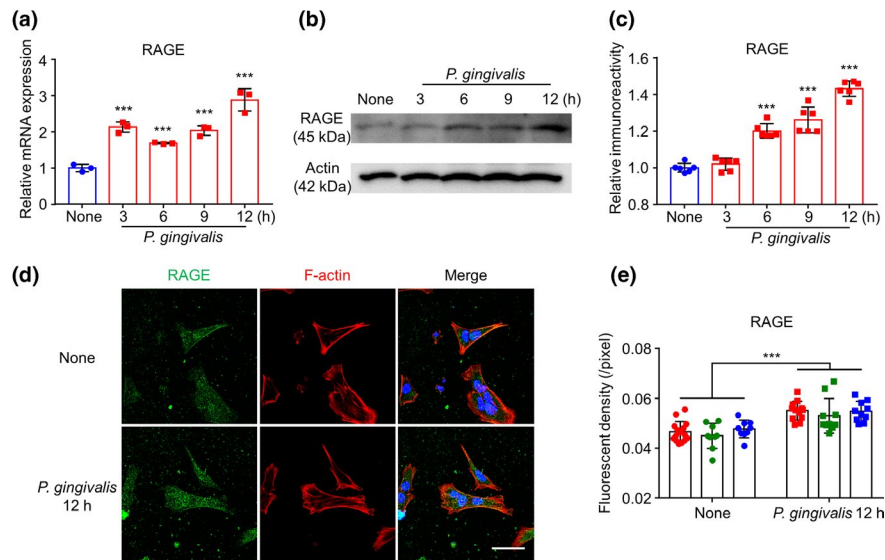 (a)
RAGE
Relative mRNA expression
4
3
2
1
0
***
***
***
***
None
3
6
9
12 (h)
P. gingivalis
(b)
P. gingivalis
None
3
6
9
12 (h)
RAGE
(45 kDa)
Actin
(42 kDa)
(c)
RAGE
Relative immunoreactivity
1.6
1.4
1.2
1.0
0.8
***
***
***
None
3
6
9
12 (h)
P. gingivalis
(d)
RAGE
F-actin
Merge
None
P. gingivalis
12 h
(e)
RAGE
Fluorescent density (/pixel)
0.08
0.06
0.04
0.02
***
None
P. gingivalis 12 h